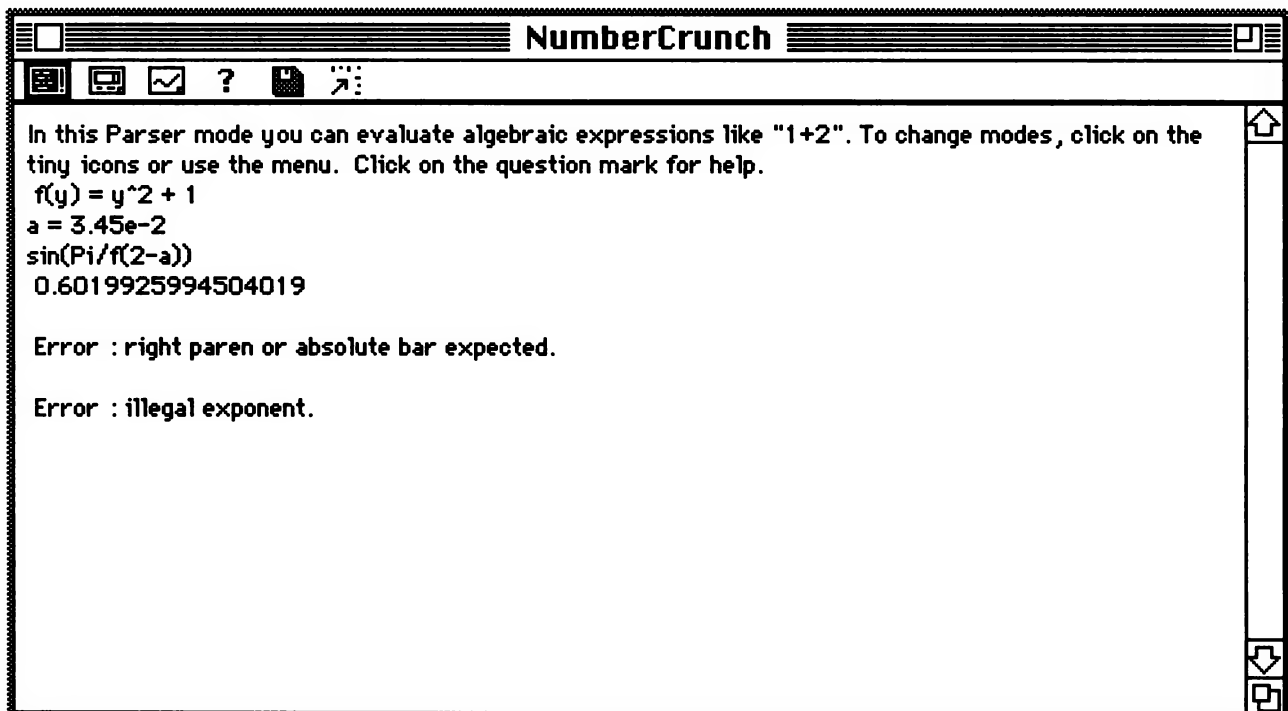 NumberCrunch
?
In this Parser mode you can evaluate algebraic expressions like "1+2". To change modes, click on the
tiny icons or use the menu. Click on the question mark for help.
f(y) = y^2 + 1
a = 3.45e-2
sin(Pi/f(2-a))
0.6019925994504019
Error : right paren or absolute bar expected.
Error : illegal exponent.